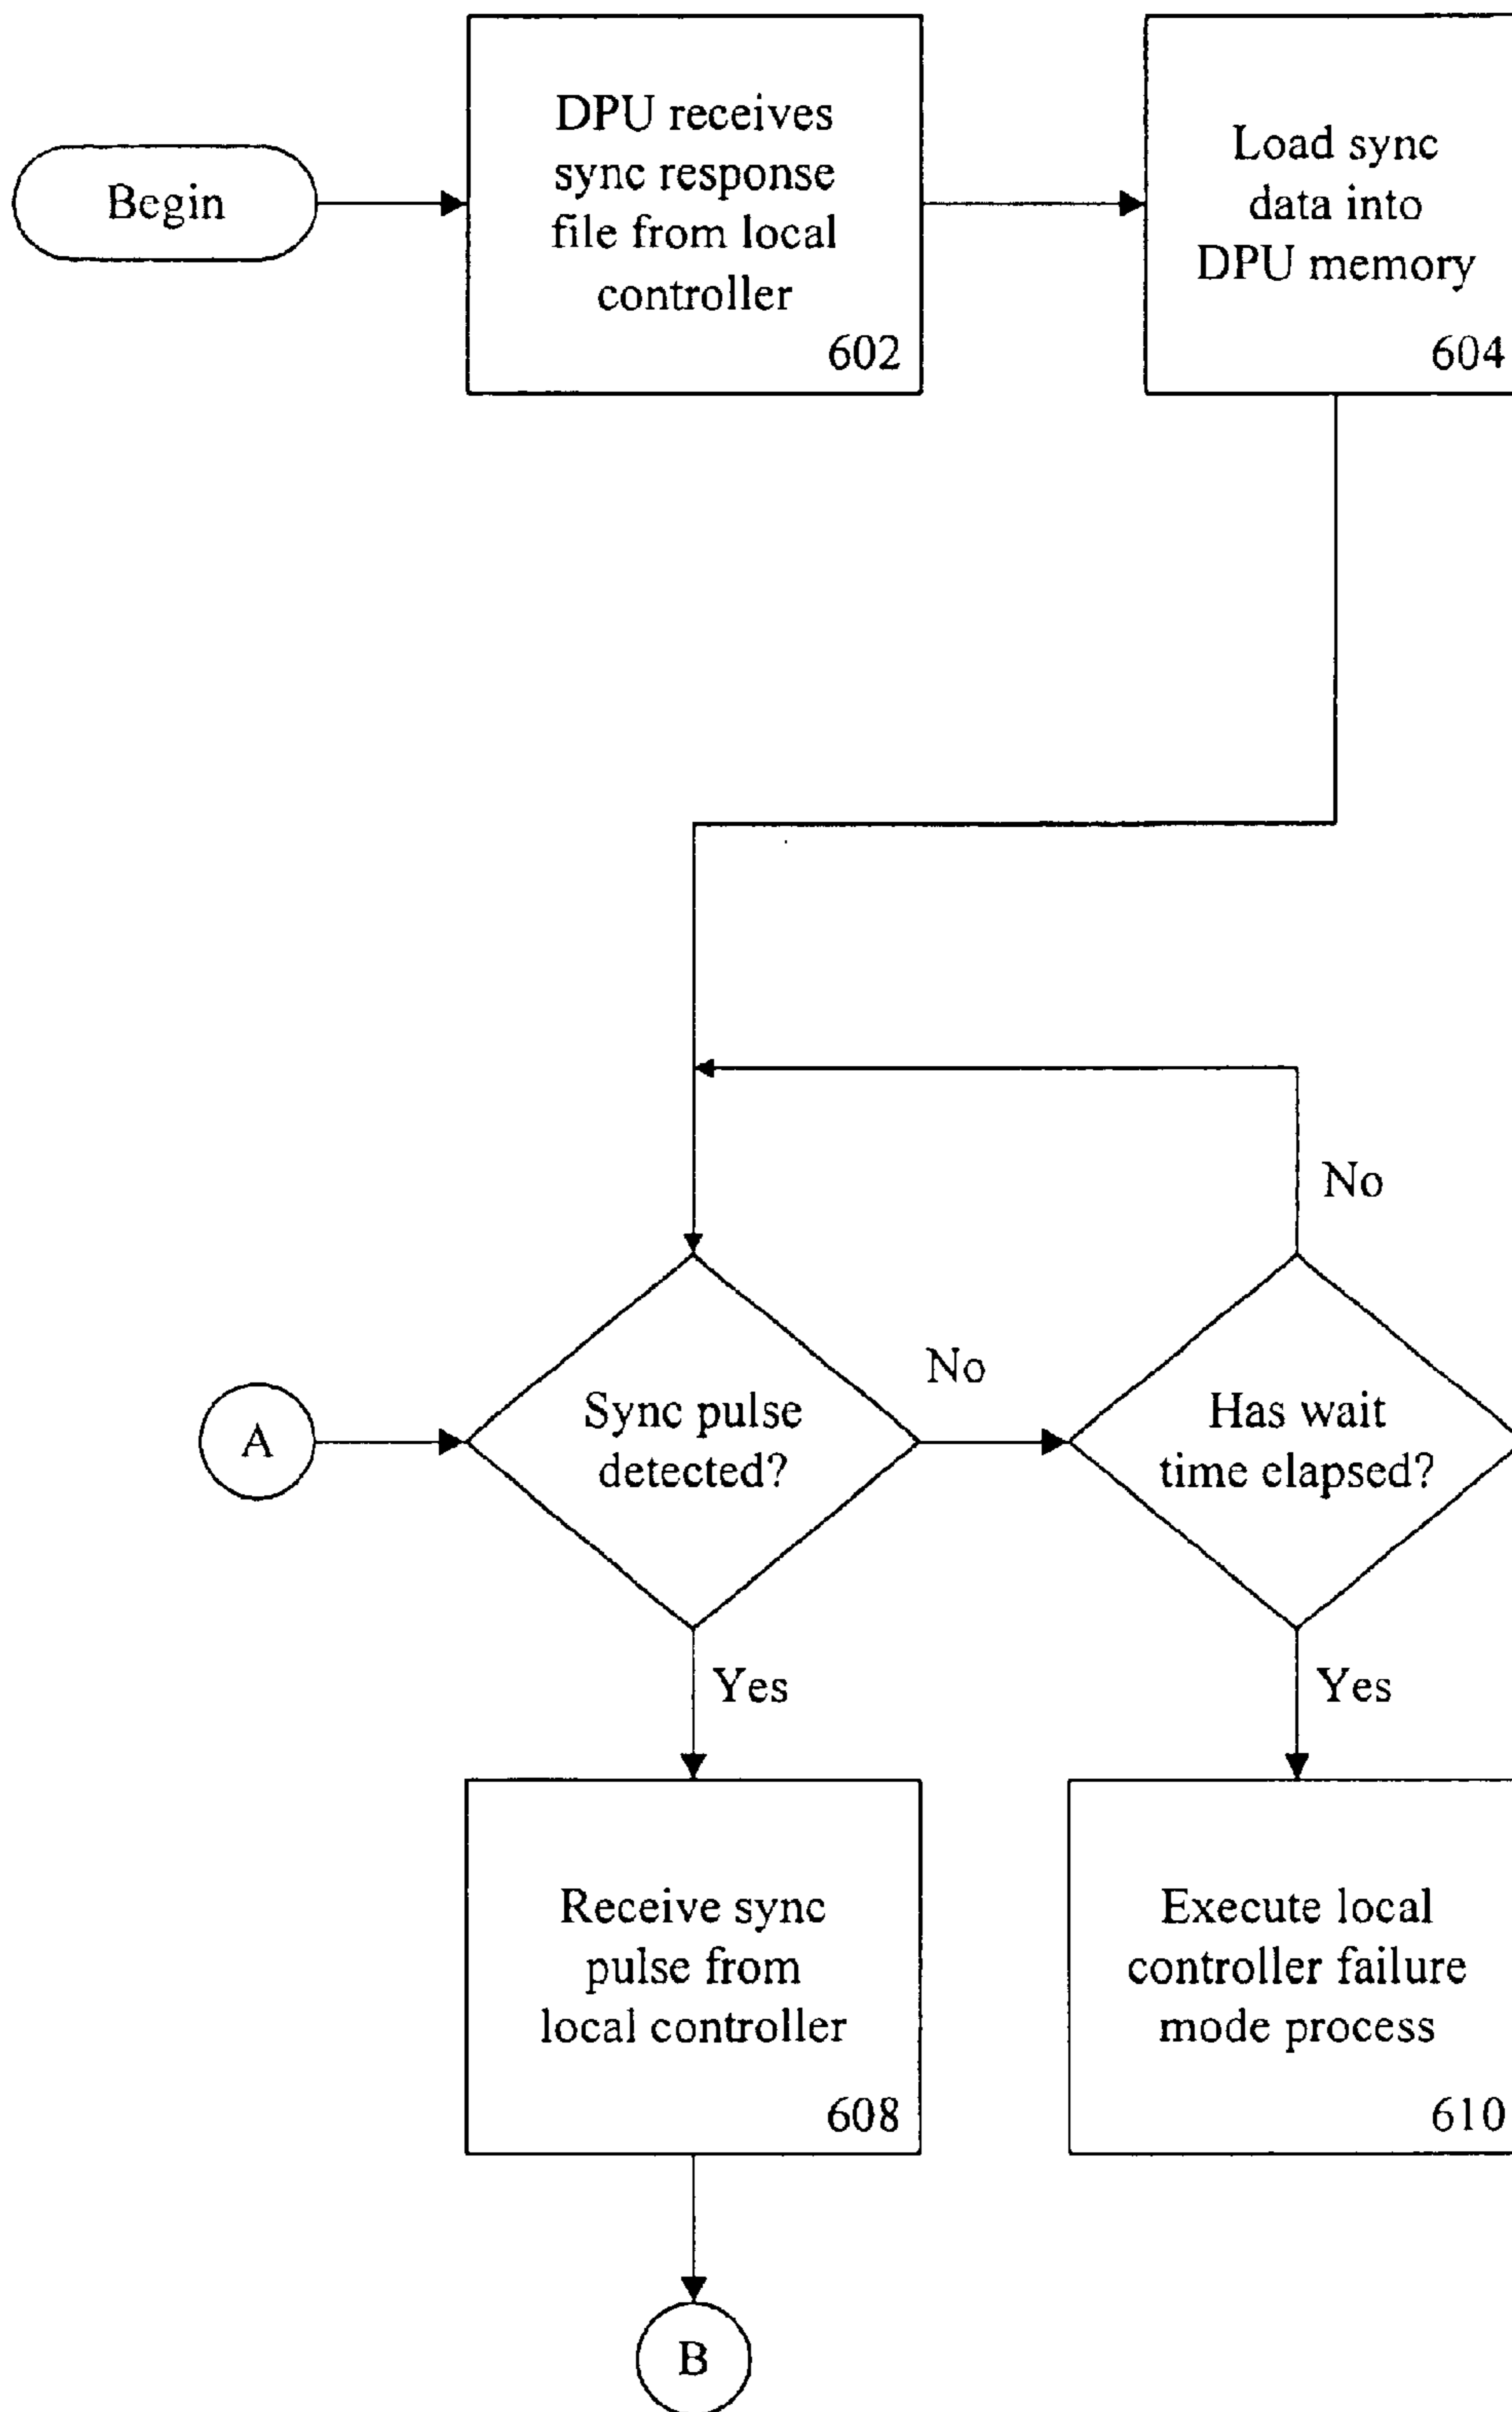 Begin
DPU receives
sync response
file from local
controller
602
Load sync
data into
DPU memory
604
No
A
Sync pulse
detected?
No
Has wait
time elapsed?
Yes
Yes
Receive sync
pulse from
local controller
608
Execute local
controller failure
mode process
610
B